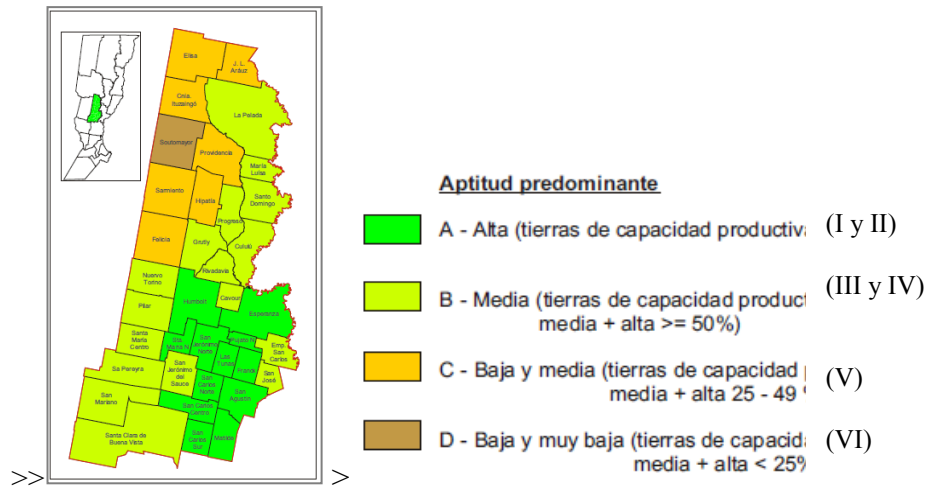 Elisa
J. L.
Aráuz
Cnia.
Ituzaingó
La Pelada
Soutomayor
Providencia
María
Luisa
Sarmiento
Hipatía
Santo
Domingo
Progreso
Felicia
Grutly
Cululú
Rivadavia
Nuevo
Torino
Humbolt
Cavour
Esperanza
Pilar
Santa
María
Centro
Sta.
María N.
San
Jerónimo
Norte
Pujato N.
Emp.
San
Carlos
Las
Tunas
Franck
Sa Pereyra
San
Jerónimo
del
Sauce
San
José
San
Carlos
Norte
San
Agustín
San
Mariano
San Carlos
Centro
Santa Clara de
Buena Vista
San
Carlos
Sur
Matilde
>> >
Aptitud predominante
A - Alta (tierras de capacidad productiva (I y II)
B - Media (tierras de capacidad product (III y IV)
media + alta >= 50%)
C - Baja y media (tierras de capacidad (V)
media + alta 25 - 49
D - Baja y muy baja (tierras de capacida (VI)
media + alta < 25%